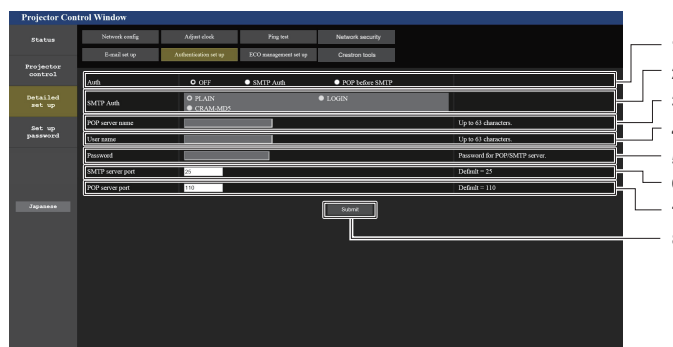 Projector Control Window
Status
Network config
Adjust clock
Ping test
Network security
E-mail set up
Authentication set up
ECO management set up
Crestron tools
Projector
control
Detailed
set up
Set up
password
Japanese
Auth
OFF
SMTP Auth
POP before SMTP
SMTP Auth
PLAIN
LOGIN
CRAM-MD5
POP server name
Up to 63 characters.
User name
Up to 63 characters.
Password
Password for POP/SMTP server.
SMTP server port
25
Default = 25
POP server port
110
Default = 110
Submit